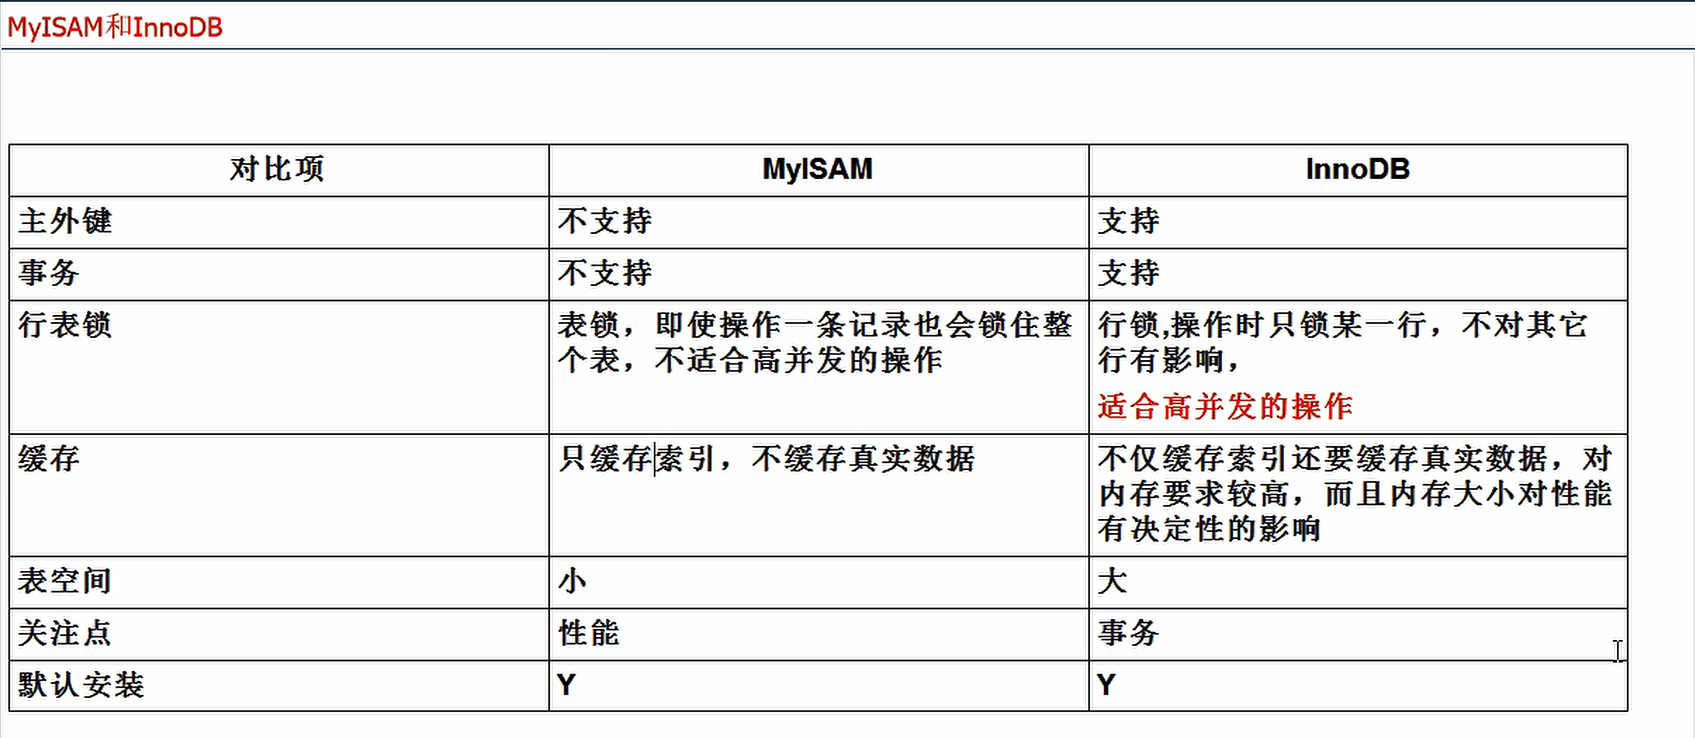 MyISAM和InnoDB
对比项 MyISAM InnoDB
主外键 不支持 支持
事务 不支持 支持
行表锁 表锁，即使操作一条记录也会锁住整 行锁,操作时只锁某一行，不对其它
个表，不适合高并发的操作 行有影响，
适合高并发的操作
缓存 只缓存索引，不缓存真实数据 不仅缓存索引还要缓存真实数据，对
内存要求较高，而且内存大小对性能
有决定性的影响
表空间 小 大
关注点 性能 事务
默认安装 Y Y